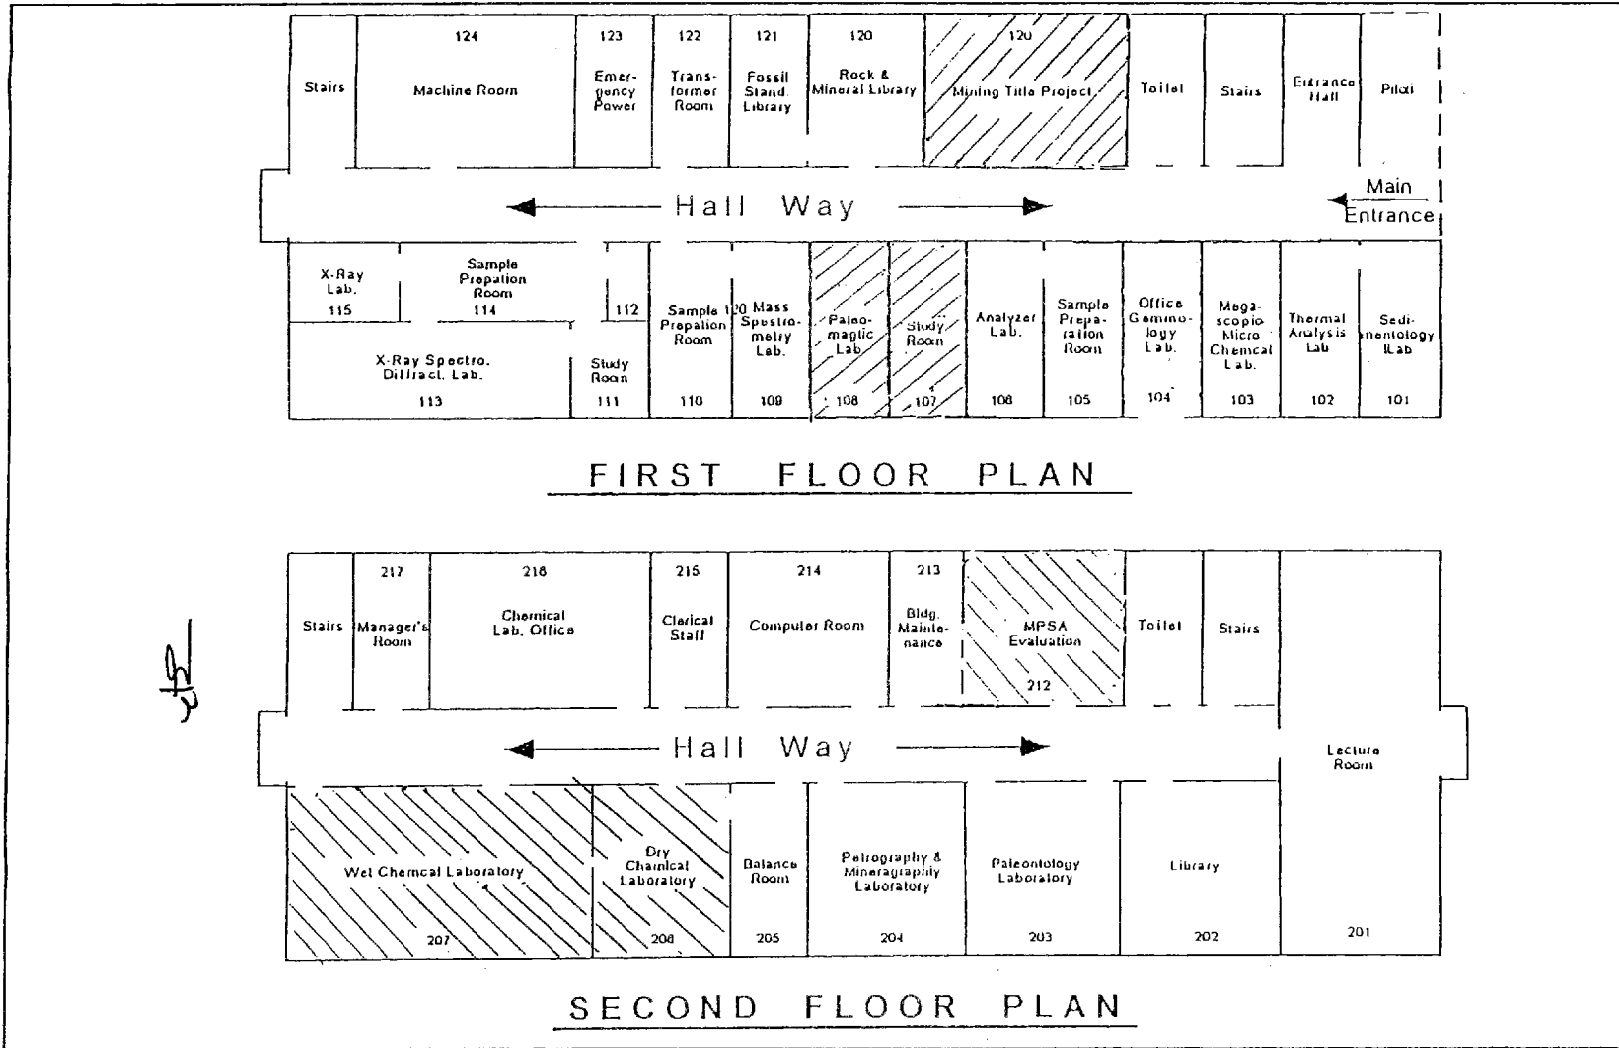 124
123
122
121
120
120
Stairs
Machine Room
Emer-
gency
Power
Trans-
former
Room
Fossil
Stand.
Library
Rock &
Mineral Library
Mining Title Project
Toilet
Stairs
Entrance
Hall
Piloti
Hall Way
Main
Entrance
X-Ray
Lab.
115
Sample
Prepation
Room
114
112
X-Ray Spectro.
Diffract. Lab.
113
Study
Room
111
Sample 120
Prepation
Room
110
Mass
Spectro-
metry
Lab.
109
Paleo-
magtic
Lab
108
Study
Room
107
Analyzer
Lab.
106
Sample
Prepa-
ration
Room
105
Office
Gemmo-
logy
Lab.
104
Mega-
scopic
Micro
Chemcal
Lab.
103
Thermal
Analysis
Lab
102
Sedi-
mentology
Lab
101
FIRST FLOOR PLAN
217
216
215
214
213
Stairs
Manager's
Room
Chemical
Lab. Office
Clerical
Staff
Computer Room
Bldg.
Mainte-
nance
MPSA
Evaluation
212
Toilet
Stairs
Hall Way
Lecture
Room
201
Wet Chemcal Laboratory
207
Dry
Chemical
Laboratory
206
Balance
Room
205
Petrography &
Mineragraphy
Laboratory
204
Paleontology
Laboratory
203
Library
202
SECOND FLOOR PLAN